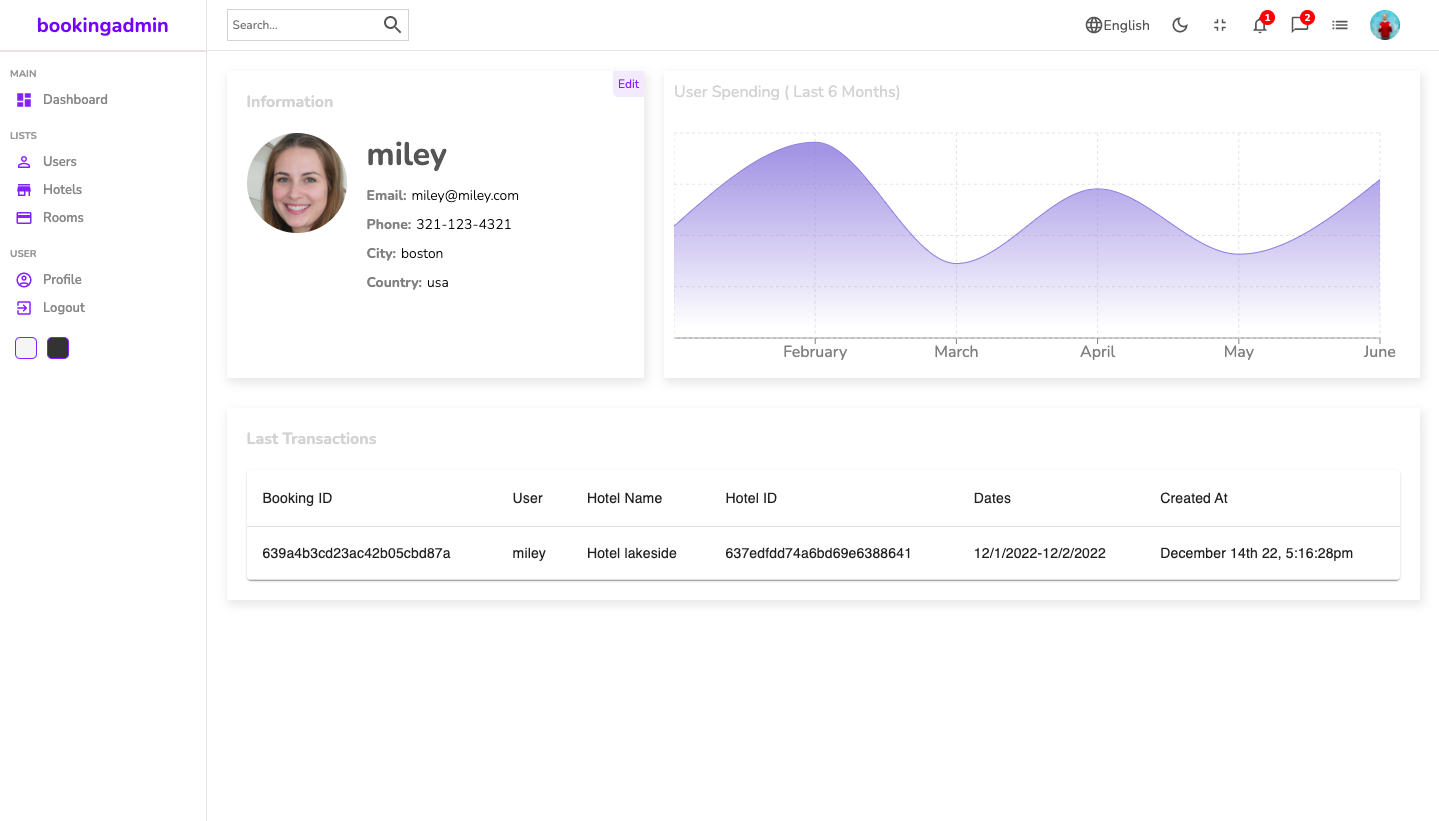 bookingadmin
Search...
English
1
2
MAIN
Dashboard
LISTS
Users
Hotels
Rooms
USER
Profile
Logout
Edit
Information
miley
Email: miley@miley.com
Phone: 321-123-4321
City: boston
Country: usa
User Spending ( Last 6 Months)
February March April May June
Last Transactions
Booking ID User Hotel Name Hotel ID Dates Created At
639a4b3cd23ac42b05cbd87a miley Hotel lakeside 637edfdd74a6bd69e6388641 12/1/2022-12/2/2022 December 14th 22, 5:16:28pm